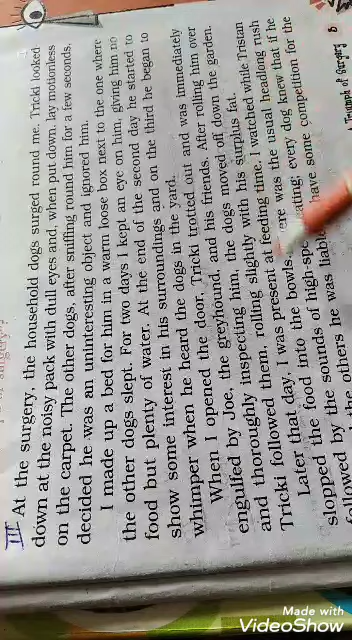 III At the surgery, the household dogs surged round me. Tricki looked
down at the noisy pack with dull eyes and, when put down, lay motionless
on the carpet. The other dogs, after sniffing round him for a few seconds,
decided he was an uninteresting object and ignored him.
I made up a bed for him in a warm loose box next to the one where
the other dogs slept. For two days I kept an eye on him, giving him no
food but plenty of water. At the end of the second day he started to
show some interest in his surroundings and on the third he began to
whimper when he heard the dogs in the yard.
When I opened the door, Tricki trotted out and was immediately
engulfed by Joe, the greyhound, and his friends. After rolling him over
and thoroughly inspecting him, the dogs moved off down the garden.
Tricki followed them, rolling slightly with his surplus fat.
Later that day, I was present at feeding time. I watched while Tristan
slopped the food into the bowls. was the usual headlong rush
followed by the sounds of high-spe eating; every dog knew that if he
the others he was liable have some competition for the
A Triumph of Surgery 5
Made with
VideoShow